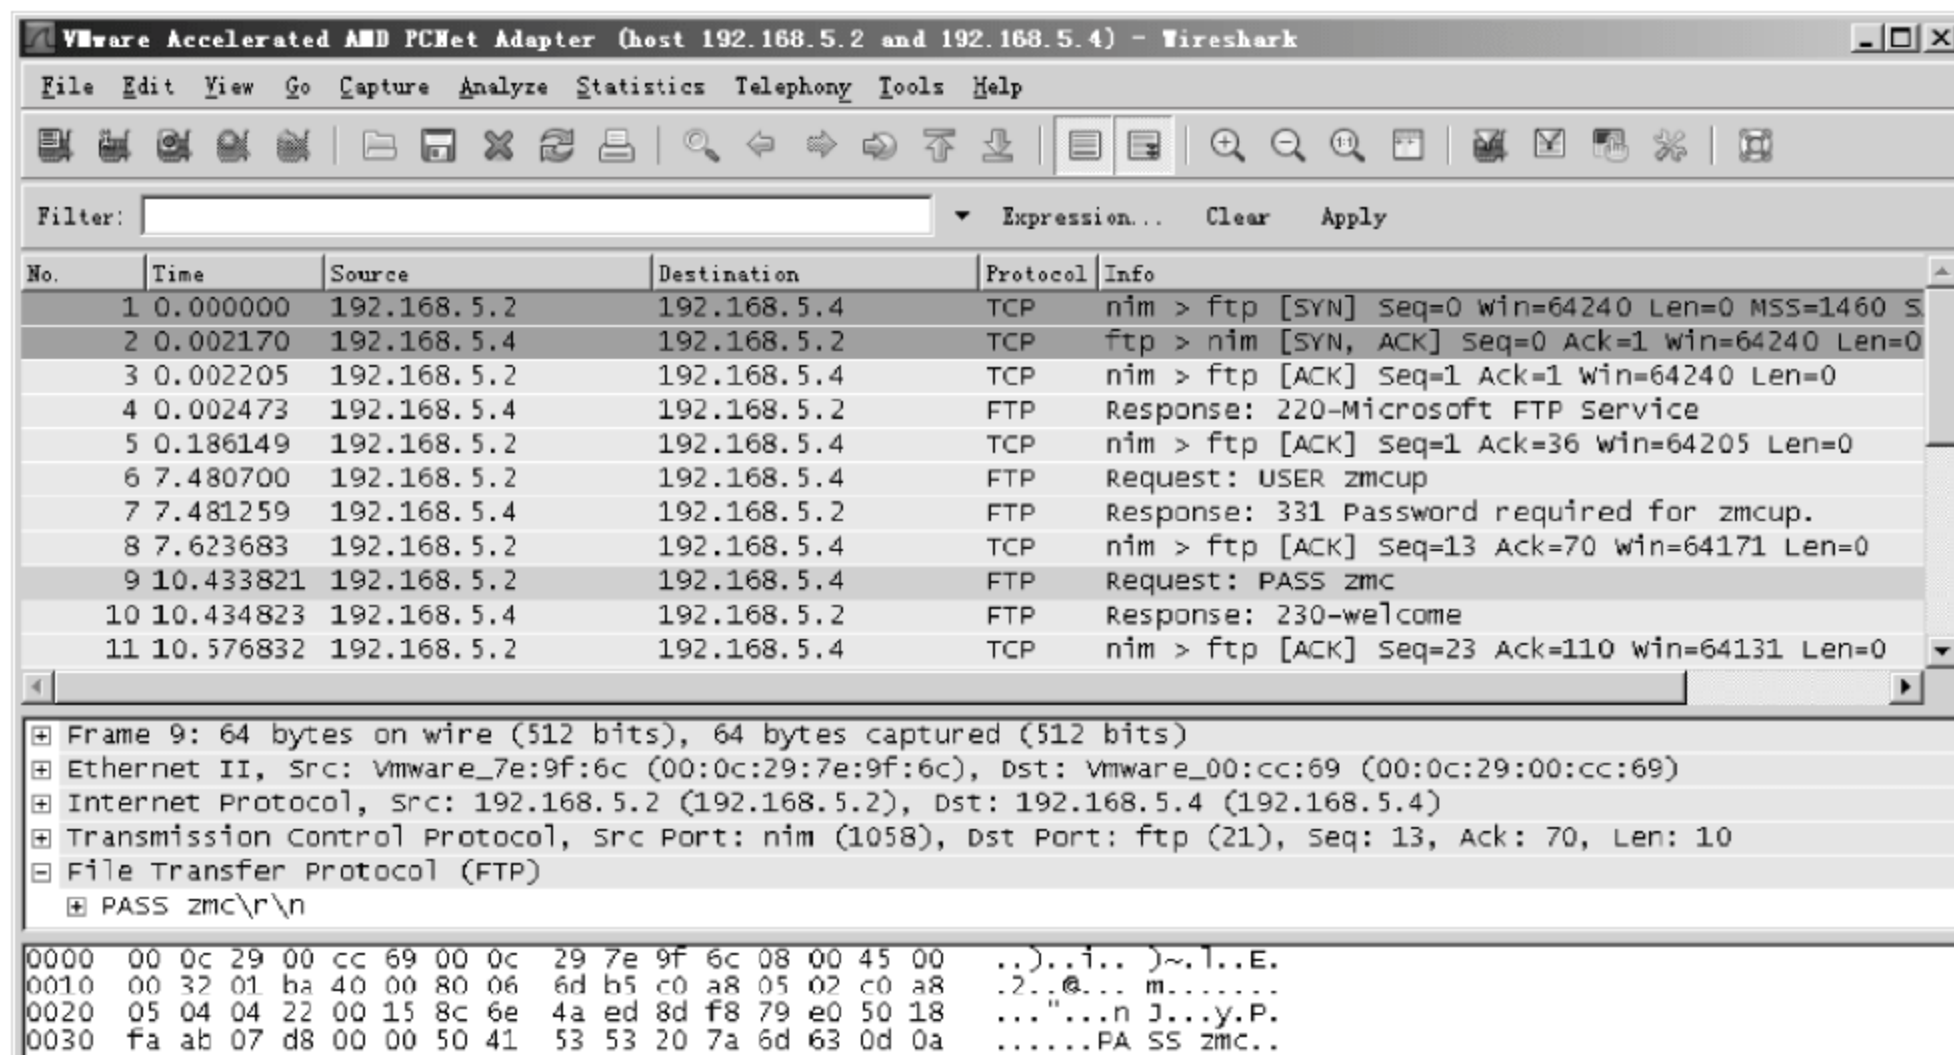 VMware Accelerated AMD PCNet Adapter (host 192.168.5.2 and 192.168.5.4) - Wireshark
File Edit View Go Capture Analyze Statistics Telephony Tools Help
Filter: Expression... Clear Apply
No. Time Source Destination Protocol Info
1 0.000000 192.168.5.2 192.168.5.4 TCP nim > ftp [SYN] Seq=0 Win=64240 Len=0 MSS=1460 S
2 0.002170 192.168.5.4 192.168.5.2 TCP ftp > nim [SYN, ACK] Seq=0 Ack=1 Win=64240 Len=0
3 0.002205 192.168.5.2 192.168.5.4 TCP nim > ftp [ACK] Seq=1 Ack=1 Win=64240 Len=0
4 0.002473 192.168.5.4 192.168.5.2 FTP Response: 220-Microsoft FTP Service
5 0.186149 192.168.5.2 192.168.5.4 TCP nim > ftp [ACK] Seq=1 Ack=36 Win=64205 Len=0
6 7.480700 192.168.5.2 192.168.5.4 FTP Request: USER zmcup
7 7.481259 192.168.5.4 192.168.5.2 FTP Response: 331 Password required for zmcup.
8 7.623683 192.168.5.2 192.168.5.4 TCP nim > ftp [ACK] Seq=13 Ack=70 Win=64171 Len=0
9 10.433821 192.168.5.2 192.168.5.4 FTP Request: PASS zmc
10 10.434823 192.168.5.4 192.168.5.2 FTP Response: 230-welcome
11 10.576832 192.168.5.2 192.168.5.4 TCP nim > ftp [ACK] Seq=23 Ack=110 Win=64131 Len=0
Frame 9: 64 bytes on wire (512 bits), 64 bytes captured (512 bits)
Ethernet II, Src: Vmware_7e:9f:6c (00:0c:29:7e:9f:6c), Dst: Vmware_00:cc:69 (00:0c:29:00:cc:69)
Internet Protocol, Src: 192.168.5.2 (192.168.5.2), Dst: 192.168.5.4 (192.168.5.4)
Transmission Control Protocol, Src Port: nim (1058), Dst Port: ftp (21), Seq: 13, Ack: 70, Len: 10
File Transfer Protocol (FTP)
PASS zmc\r\n
0000 00 0c 29 00 cc 69 00 0c 29 7e 9f 6c 08 00 45 00 ..)..i.. )~.l..E.
0010 00 32 01 ba 40 00 80 06 6d b5 c0 a8 05 02 c0 a8 .2..@... m.......
0020 05 04 04 22 00 15 8c 6e 4a ed 8d f8 79 e0 50 18 ..."...n J...y.P.
0030 fa ab 07 d8 00 00 50 41 53 53 20 7a 6d 63 0d 0a ......PA SS zmc..